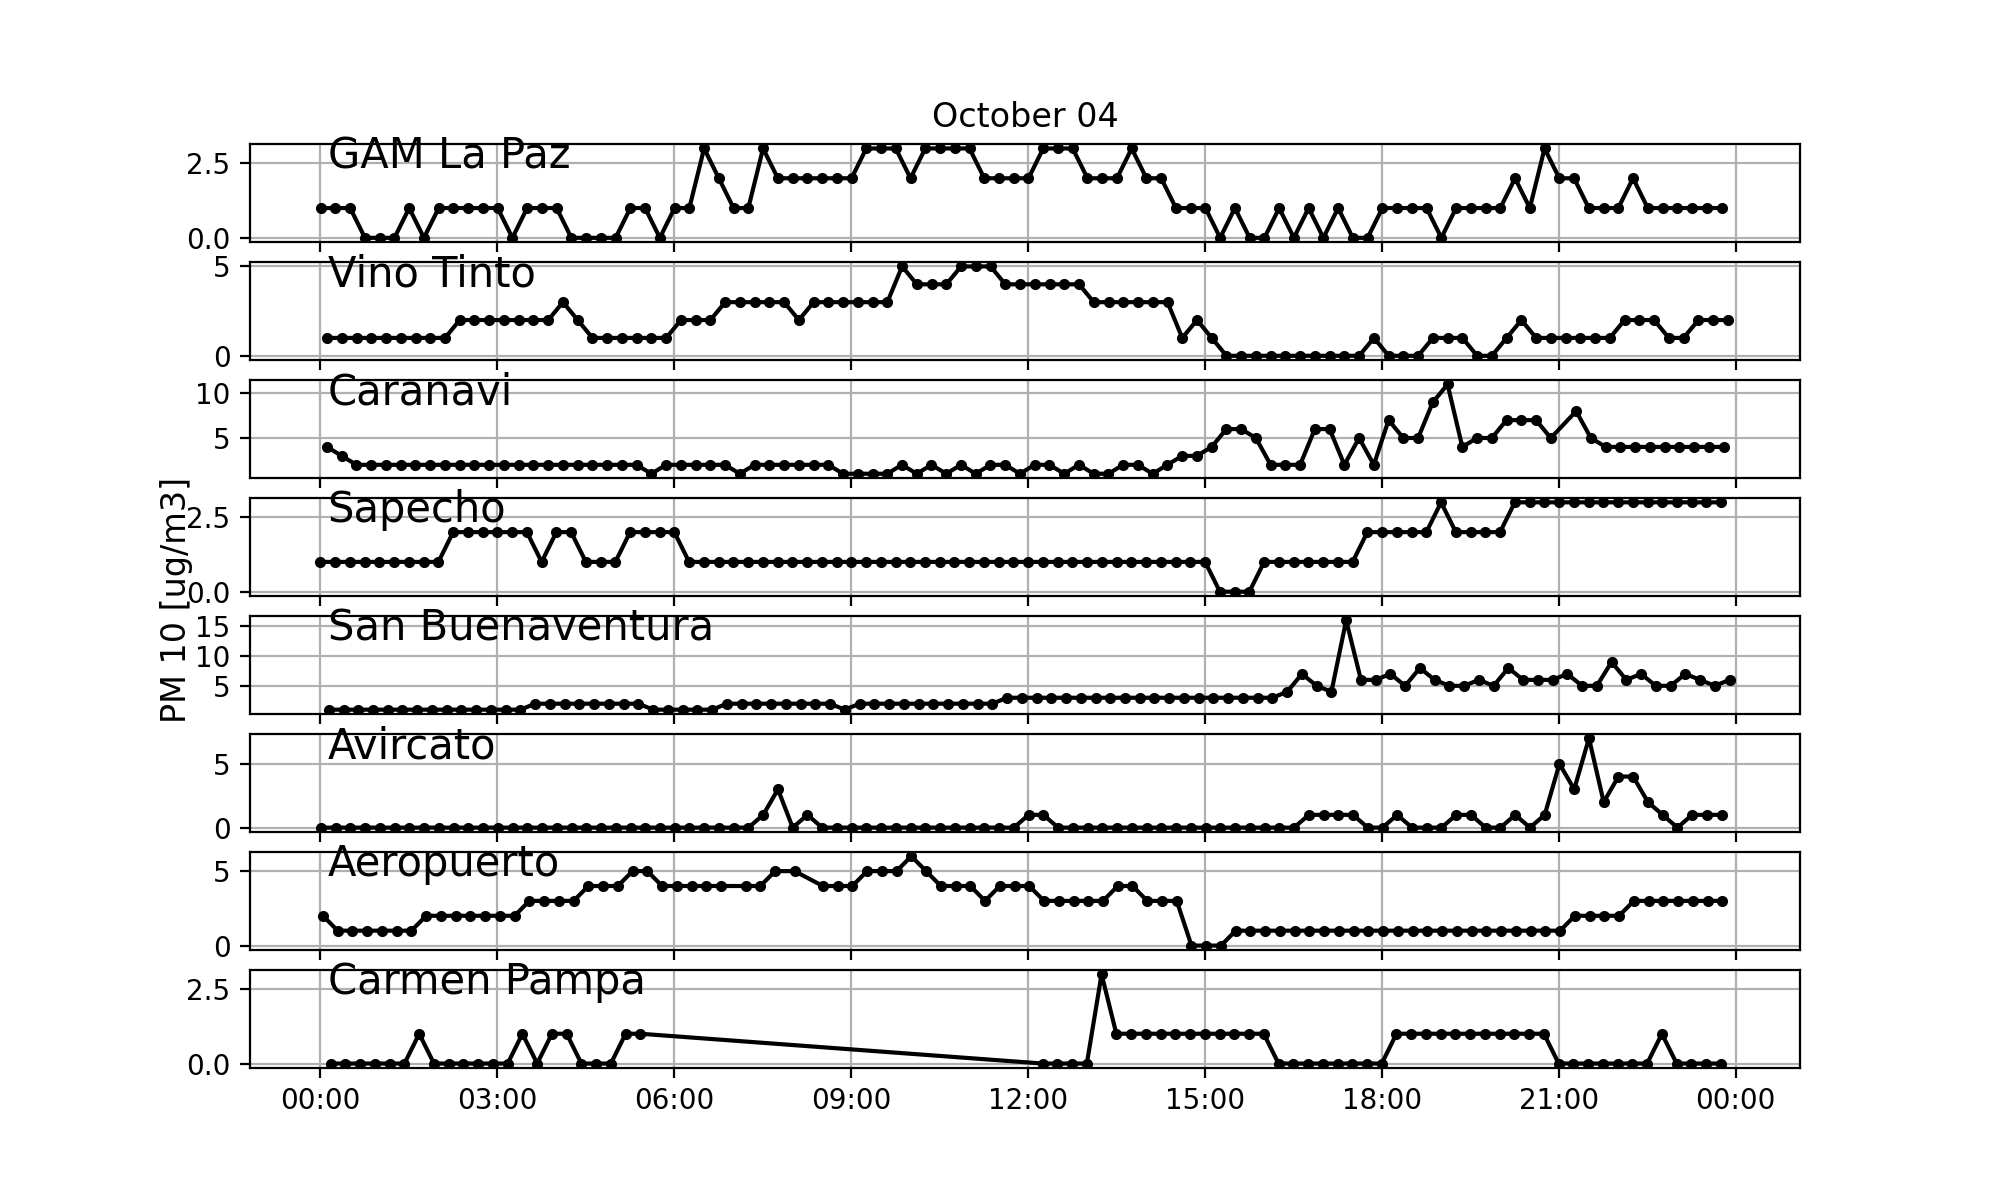 October 04
GAM La Paz
2.5
0.0
Vino Tinto
5
0
Caranavi
10
5
Sapecho
2.5
0.0
PM 10 [ug/m3]
San Buenaventura
15
10
5
Avircato
5
0
Aeropuerto
5
0
Carmen Pampa
2.5
0.0
00:00 03:00 06:00 09:00 12:00 15:00 18:00 21:00 00:00